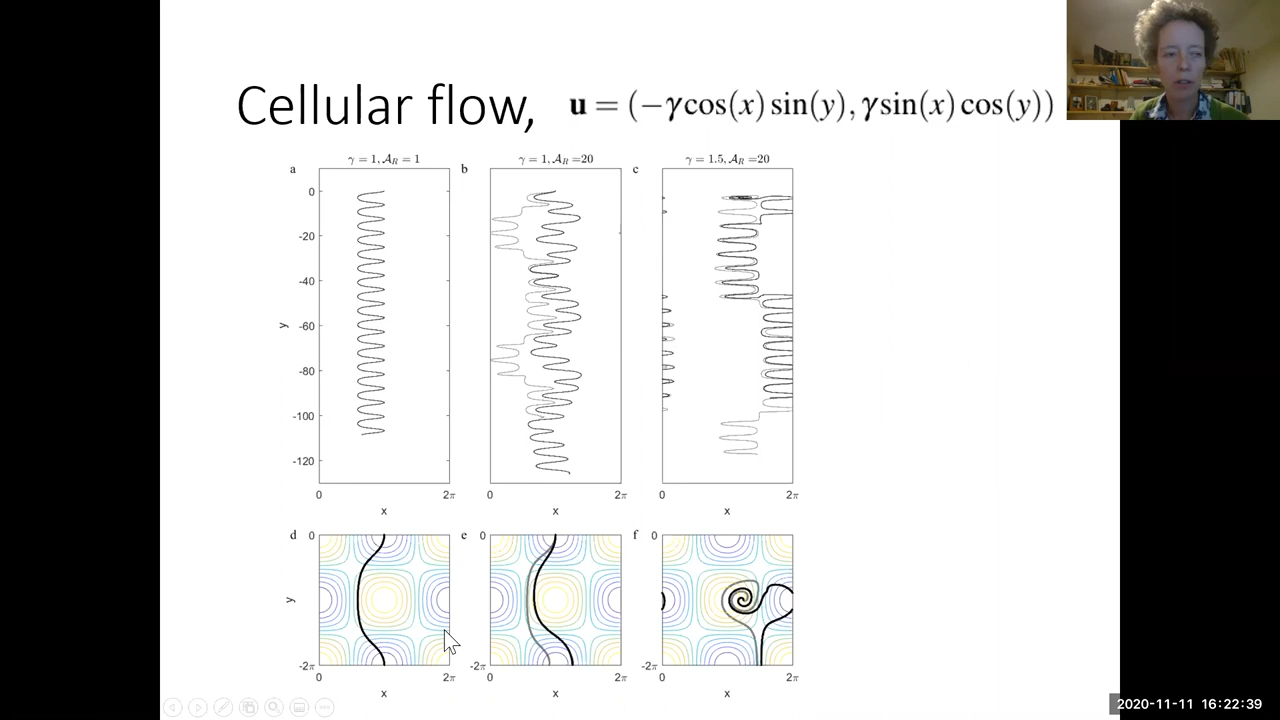 Cellular flow, u = (−γcos(x) sin(y), γsin(x) cos(y))
a γ = 1, 𝒜_R = 1
b γ = 1, 𝒜_R =20
c γ = 1.5, 𝒜_R =20
0
-20
-40
-60
-80
-100
-120
y
0 2π
0 2π
0 2π
x
x
x
d 0
e 0
f 0
y
-2π
-2π
-2π
0 2π
0 2π
0 2π
x
x
x
2020-11-11 16:22:39